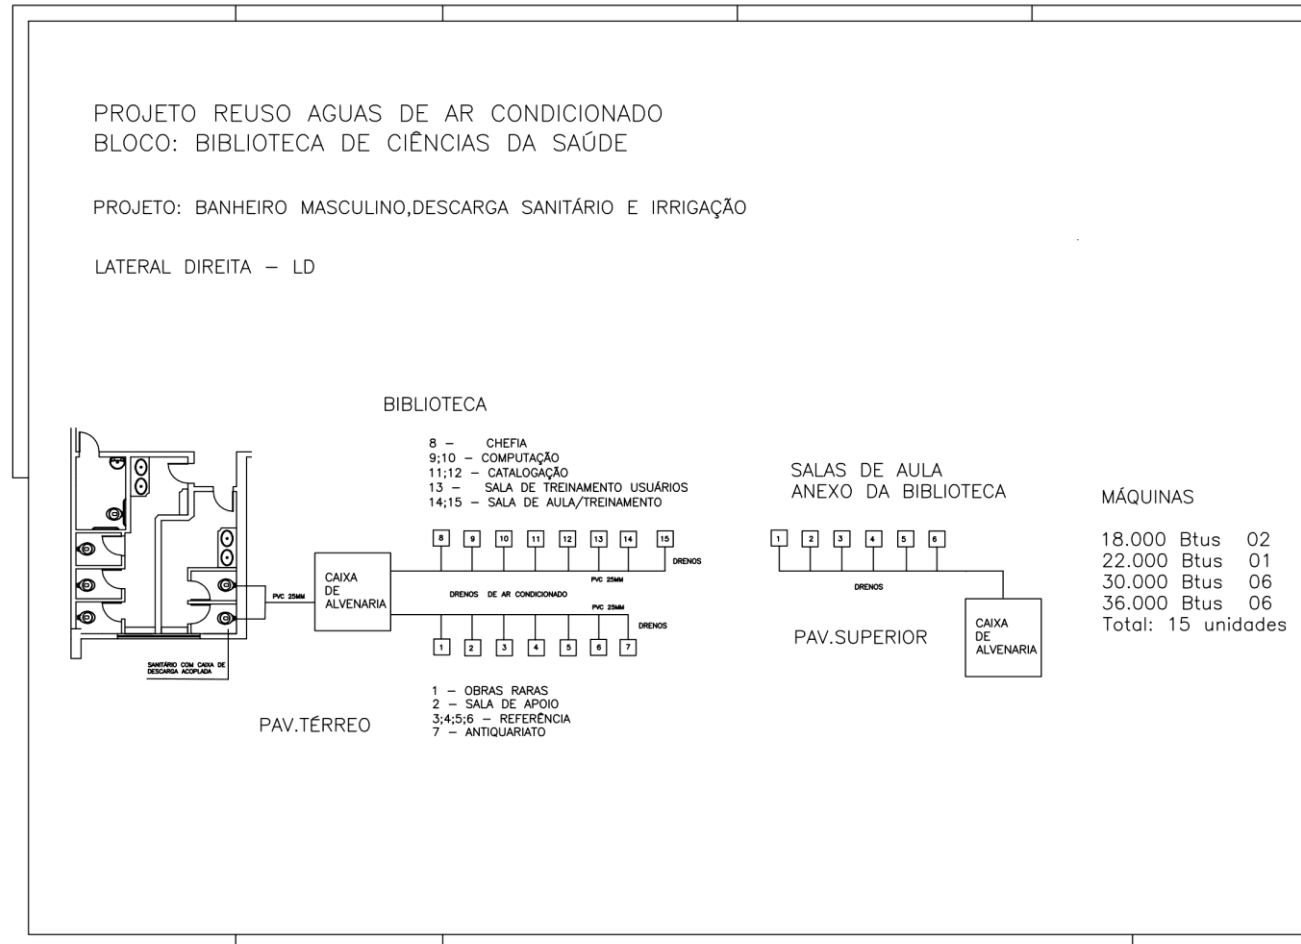 PROJETO REUSO AGUAS DE AR CONDICIONADO
BLOCO: BIBLIOTECA DE CIÊNCIAS DA SAÚDE
PROJETO: BANHEIRO MASCULINO,DESCARGA SANITÁRIO E IRRIGAÇÃO
LATERAL DIREITA – LD
BIBLIOTECA
8 – CHEFIA
9;10 – COMPUTAÇÃO
11;12 – CATALOGAÇÃO
13 – SALA DE TREINAMENTO USUÁRIOS
14;15 – SALA DE AULA/TREINAMENTO
8 9 10 11 12 13 14 15
DRENOS
PVC 25MM
CAIXA
DE
ALVENARIA
PVC 25MM
DRENOS DE AR CONDICIONADO
PVC 25MM
DRENOS
1 2 3 4 5 6 7
SANITÁRIO COM CAIXA DE
DESCARGA ACOPLADA
1 – OBRAS RARAS
2 – SALA DE APOIO
3;4;5;6 – REFERÊNCIA
7 – ANTIQUARIATO
PAV.TÉRREO
SALAS DE AULA
ANEXO DA BIBLIOTECA
1 2 3 4 5 6
DRENOS
PAV.SUPERIOR
CAIXA
DE
ALVENARIA
MÁQUINAS
18.000 Btus 02
22.000 Btus 01
30.000 Btus 06
36.000 Btus 06
Total: 15 unidades